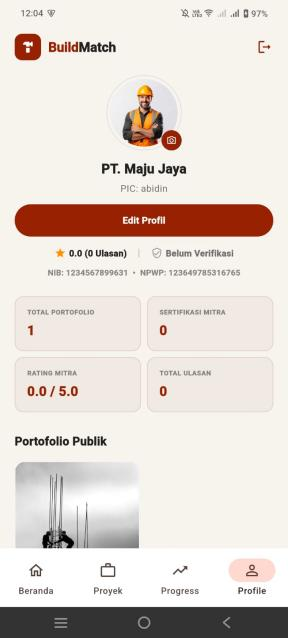 12:04
97%
BuildMatch
PT. Maju Jaya
PIC: abidin
Edit Profil
0.0 (0 Ulasan) | Belum Verifikasi
NIB: 1234567899631 • NPWP: 123649785316765
TOTAL PORTOFOLIO
1
SERTIFIKASI MITRA
0
RATING MITRA
0.0 / 5.0
TOTAL ULASAN
0
Portofolio Publik
Beranda
Proyek
Progress
Profile